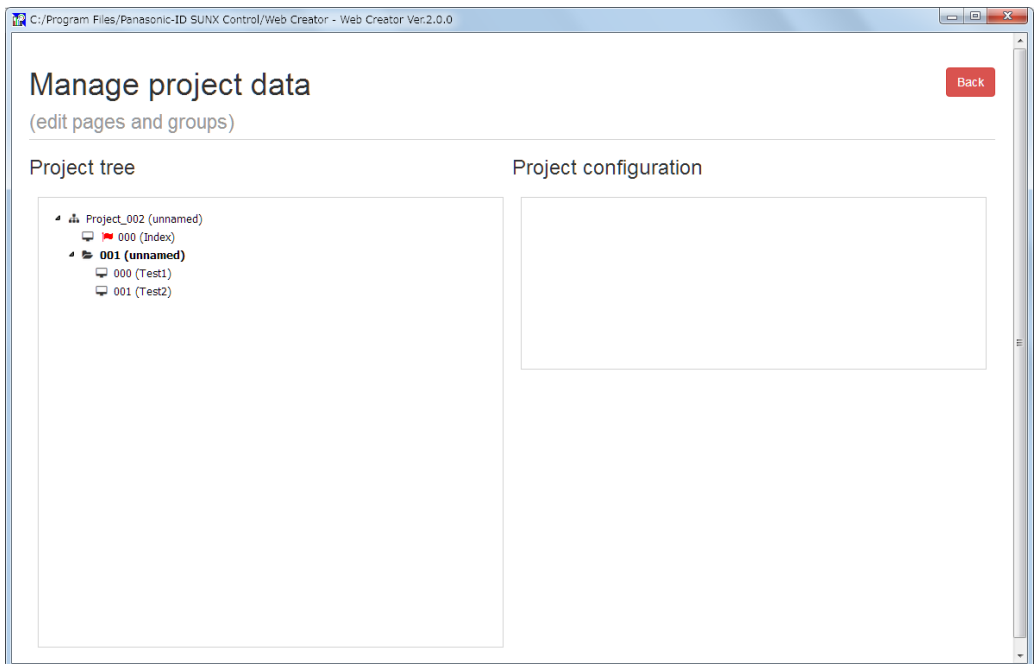 C:/Program Files/Panasonic-ID SUNX Control/Web Creator - Web Creator Ver.2.0.0
Manage project data
Back
(edit pages and groups)
Project tree
Project configuration
Project_002 (unnamed)
000 (Index)
001 (unnamed)
000 (Test1)
001 (Test2)